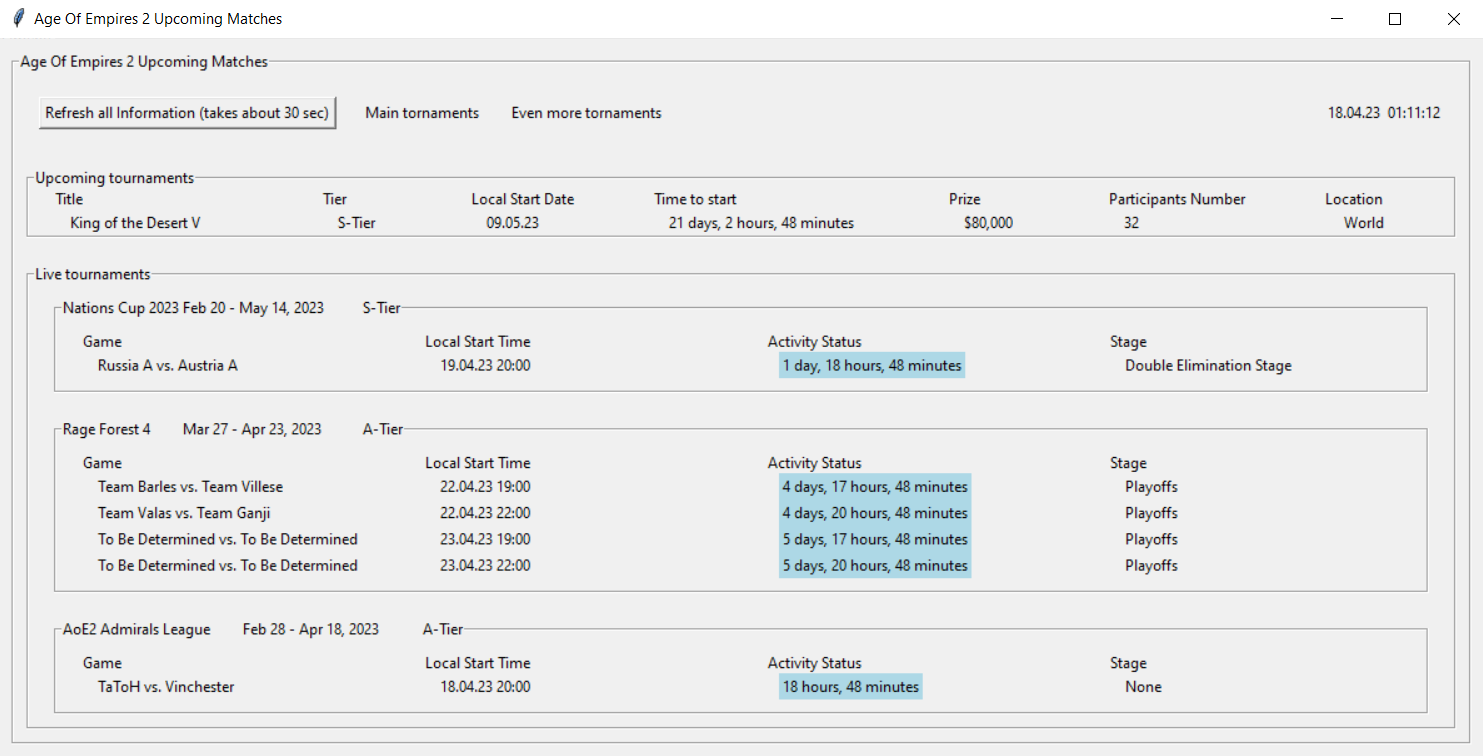 Age Of Empires 2 Upcoming Matches
Age Of Empires 2 Upcoming Matches
Refresh all Information (takes about 30 sec) Main tornaments Even more tornaments 18.04.23 01:11:12
Upcoming tournaments
Title Tier Local Start Date Time to start Prize Participants Number Location
King of the Desert V S-Tier 09.05.23 21 days, 2 hours, 48 minutes $80,000 32 World
Live tournaments
Nations Cup 2023 Feb 20 - May 14, 2023 S-Tier
Game Local Start Time Activity Status Stage
Russia A vs. Austria A 19.04.23 20:00 1 day, 18 hours, 48 minutes Double Elimination Stage
Rage Forest 4 Mar 27 - Apr 23, 2023 A-Tier
Game Local Start Time Activity Status Stage
Team Barles vs. Team Villese 22.04.23 19:00 4 days, 17 hours, 48 minutes Playoffs
Team Valas vs. Team Ganji 22.04.23 22:00 4 days, 20 hours, 48 minutes Playoffs
To Be Determined vs. To Be Determined 23.04.23 19:00 5 days, 17 hours, 48 minutes Playoffs
To Be Determined vs. To Be Determined 23.04.23 22:00 5 days, 20 hours, 48 minutes Playoffs
AoE2 Admirals League Feb 28 - Apr 18, 2023 A-Tier
Game Local Start Time Activity Status Stage
TaToH vs. Vinchester 18.04.23 20:00 18 hours, 48 minutes None